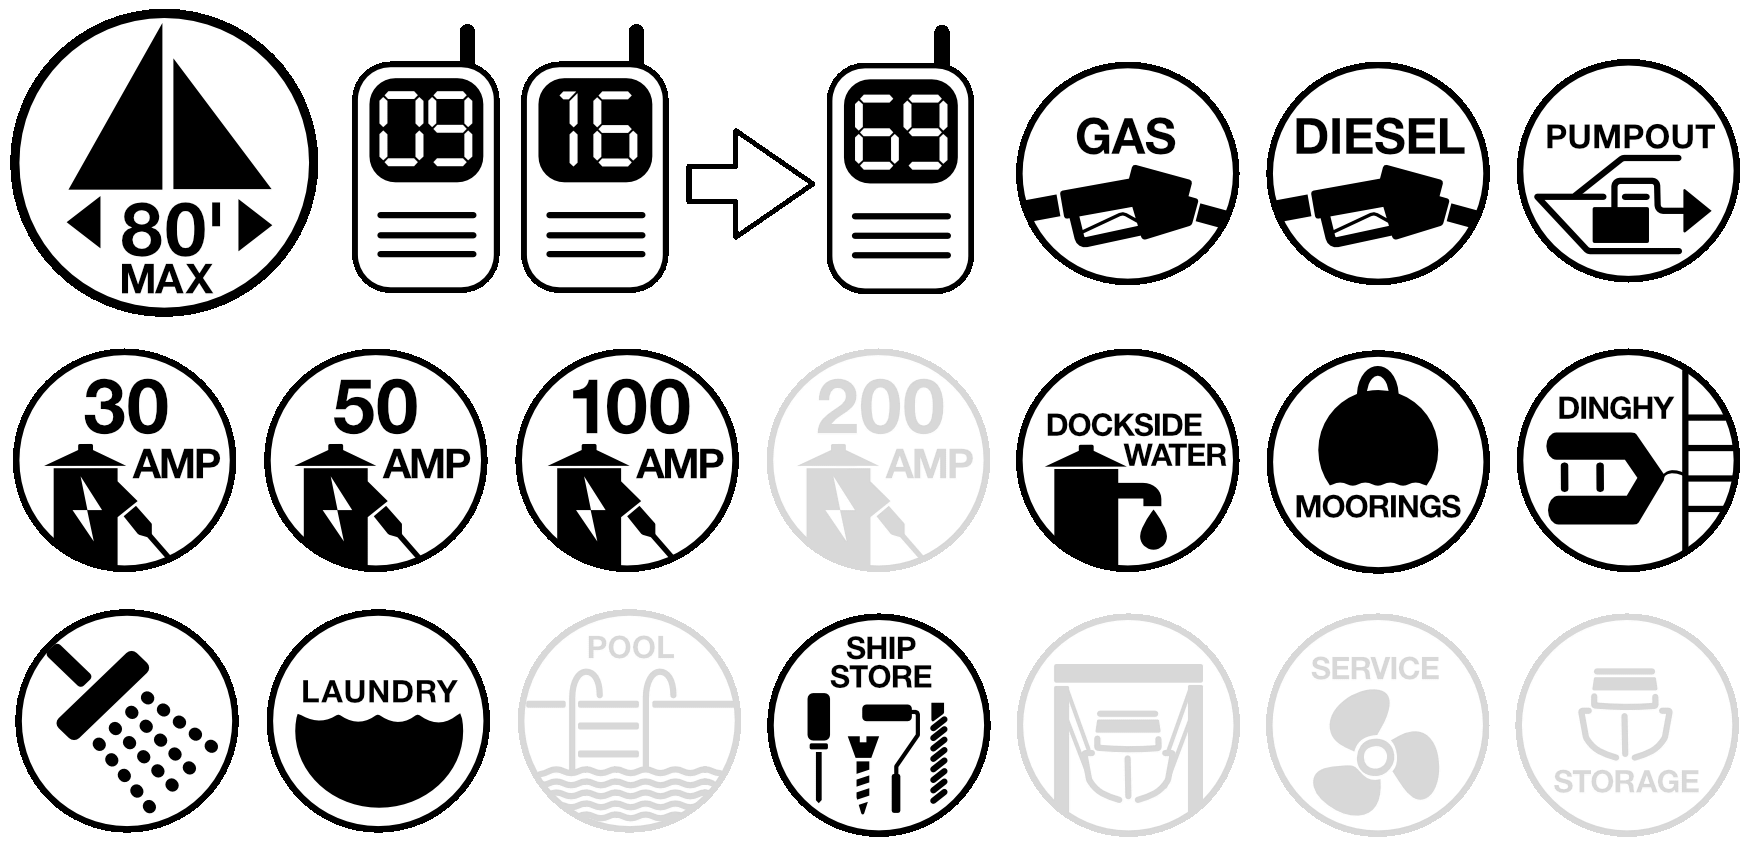 80'
MAX
09
16
69
GAS
DIESEL
PUMPOUT
30
AMP
50
AMP
100
AMP
200
AMP
DOCKSIDE
WATER
MOORINGS
DINGHY
LAUNDRY
POOL
SHIP
STORE
SERVICE
STORAGE